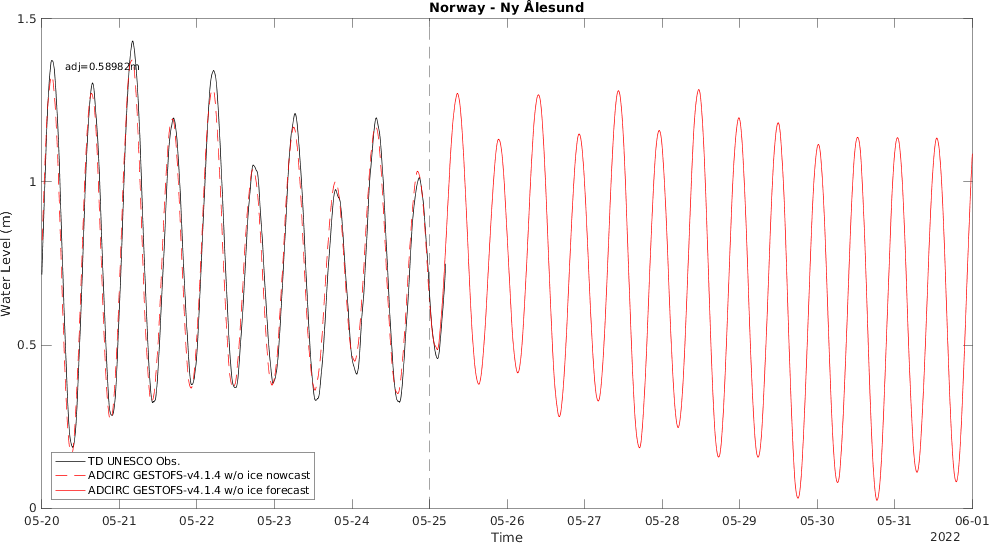 Norway - Ny Ålesund
1.5
adj=0.58982m
1
Water Level (m)
0.5
TD UNESCO Obs.
ADCIRC GESTOFS-v4.1.4 w/o ice nowcast
ADCIRC GESTOFS-v4.1.4 w/o ice forecast
0
05-20 05-21 05-22 05-23 05-24 05-25 05-26 05-27 05-28 05-29 05-30 05-31 06-01
Time
2022